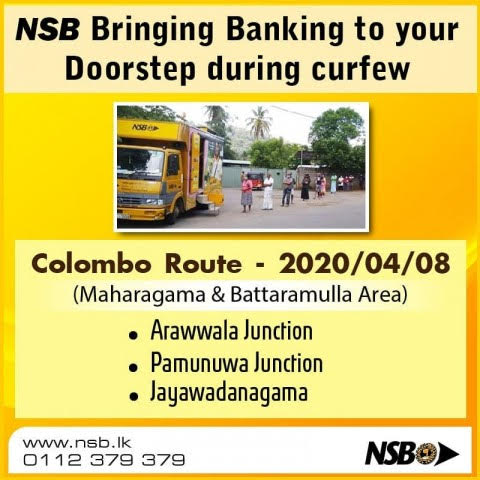 NSB Bringing Banking to your
Doorstep during curfew
NSB
Colombo Route - 2020/04/08
(Maharagama & Battaramulla Area)
• Arawwala Junction
• Pamunuwa Junction
• Jayawadanagama
www.nsb.lk
0112 379 379
NSB